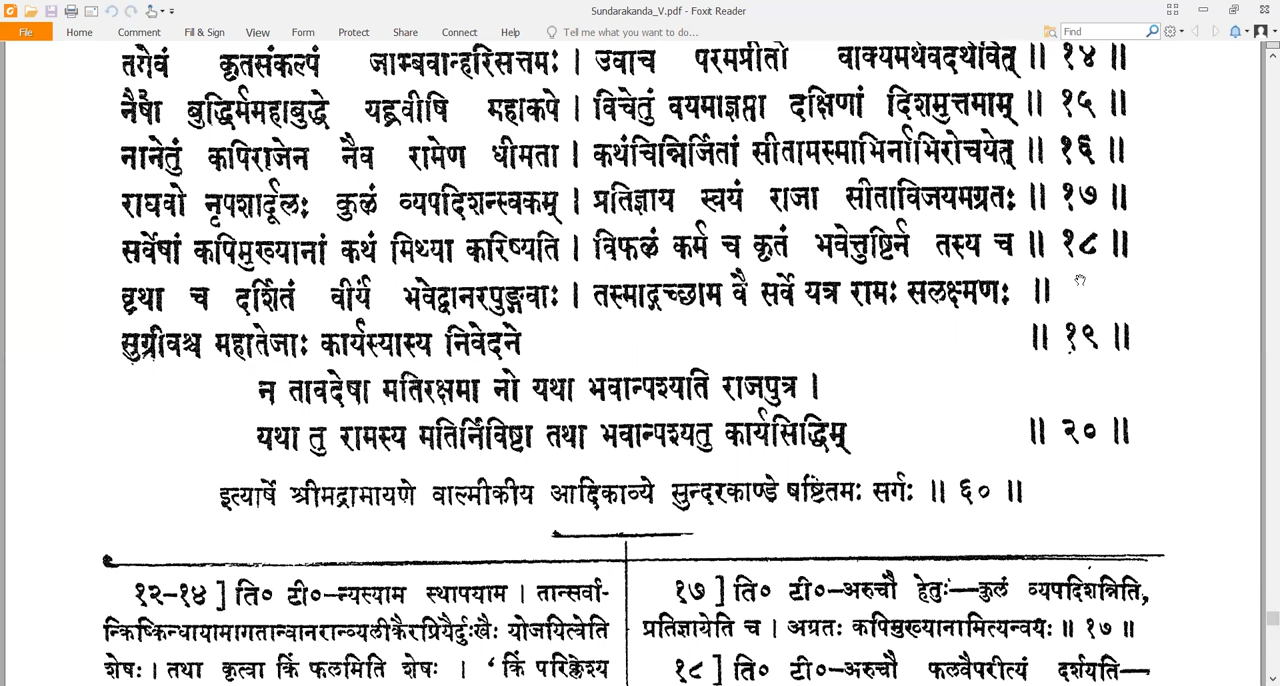 Sundarakanda_V.pdf - Foxit Reader
File Home Comment Fill & Sign View Form Protect Share Connect Help Tell me what you want to do... Find
तमेवं कृतसंकल्पं जाम्बवान्हरिसत्तमः । उवाच परमप्रीतो वाक्यमर्थवदर्थवित् ॥ १४ ॥
नैषा बुद्धिर्महाबुद्धे यद्ब्रवीषि महाकपे । विचेतुं वयमाज्ञप्ता दक्षिणां दिशमुत्तमाम् ॥ १५ ॥
नानेतुं कपिराजेन नैव रामेण धीमता । कथंचिन्निर्जितां सीतामस्माभिर्नाभिरोचयेत् ॥ १६ ॥
राघवो नृपशार्दूलः कुलं व्यपदिशन्स्वकम् । प्रतिज्ञाय स्वयं राजा सीताविजयमग्रतः ॥ १७ ॥
सर्वेषां कपिमुख्यानां कथं मिथ्या करिष्यति । विफलं कर्म च कृतं भवेत्तुष्टिर्न तस्य च ॥ १८ ॥
वृथा च दर्शितं वीर्यं भवेद्वानरपुङ्गवाः । तस्माद्गच्छाम वै सर्वे यत्र रामः सलक्ष्मणः ॥
सुग्रीवश्च महातेजाः कार्यस्यास्य निवेदने ॥ १९ ॥
न तावदेषा मतिरक्षमा नो यथा भवान्पश्यति राजपुत्र ।
यथा तु रामस्य मतिर्निविष्टा तथा भवान्पश्यतु कार्यसिद्धिम् ॥ २० ॥
इत्यार्षे श्रीमद्रामायणे वाल्मीकीय आदिकाव्ये सुन्दरकाण्डे षष्टितमः सर्गः ॥ ६० ॥
१२-१४ ] ति० टी०-न्यस्याम स्थापयाम । तान्सर्वा-
न्किष्किन्धायामागतान्वानरान्व्यलीकैरप्रियैर्दुःखैः योजयित्वेति
शेषः । तथा कृत्वा किं फलमिति शेषः । 'किं परिक्लेश्य
१७ ] ति० टी०-अरुचौ हेतुः—कुलं व्यपदिशन्निति,
प्रतिज्ञायेति च । अग्रतः कपिमुख्यानामित्यन्वयः ॥ १७ ॥
१८ ] ति० टी०-अरुचौ फलवैपरीत्यं दर्शयति—